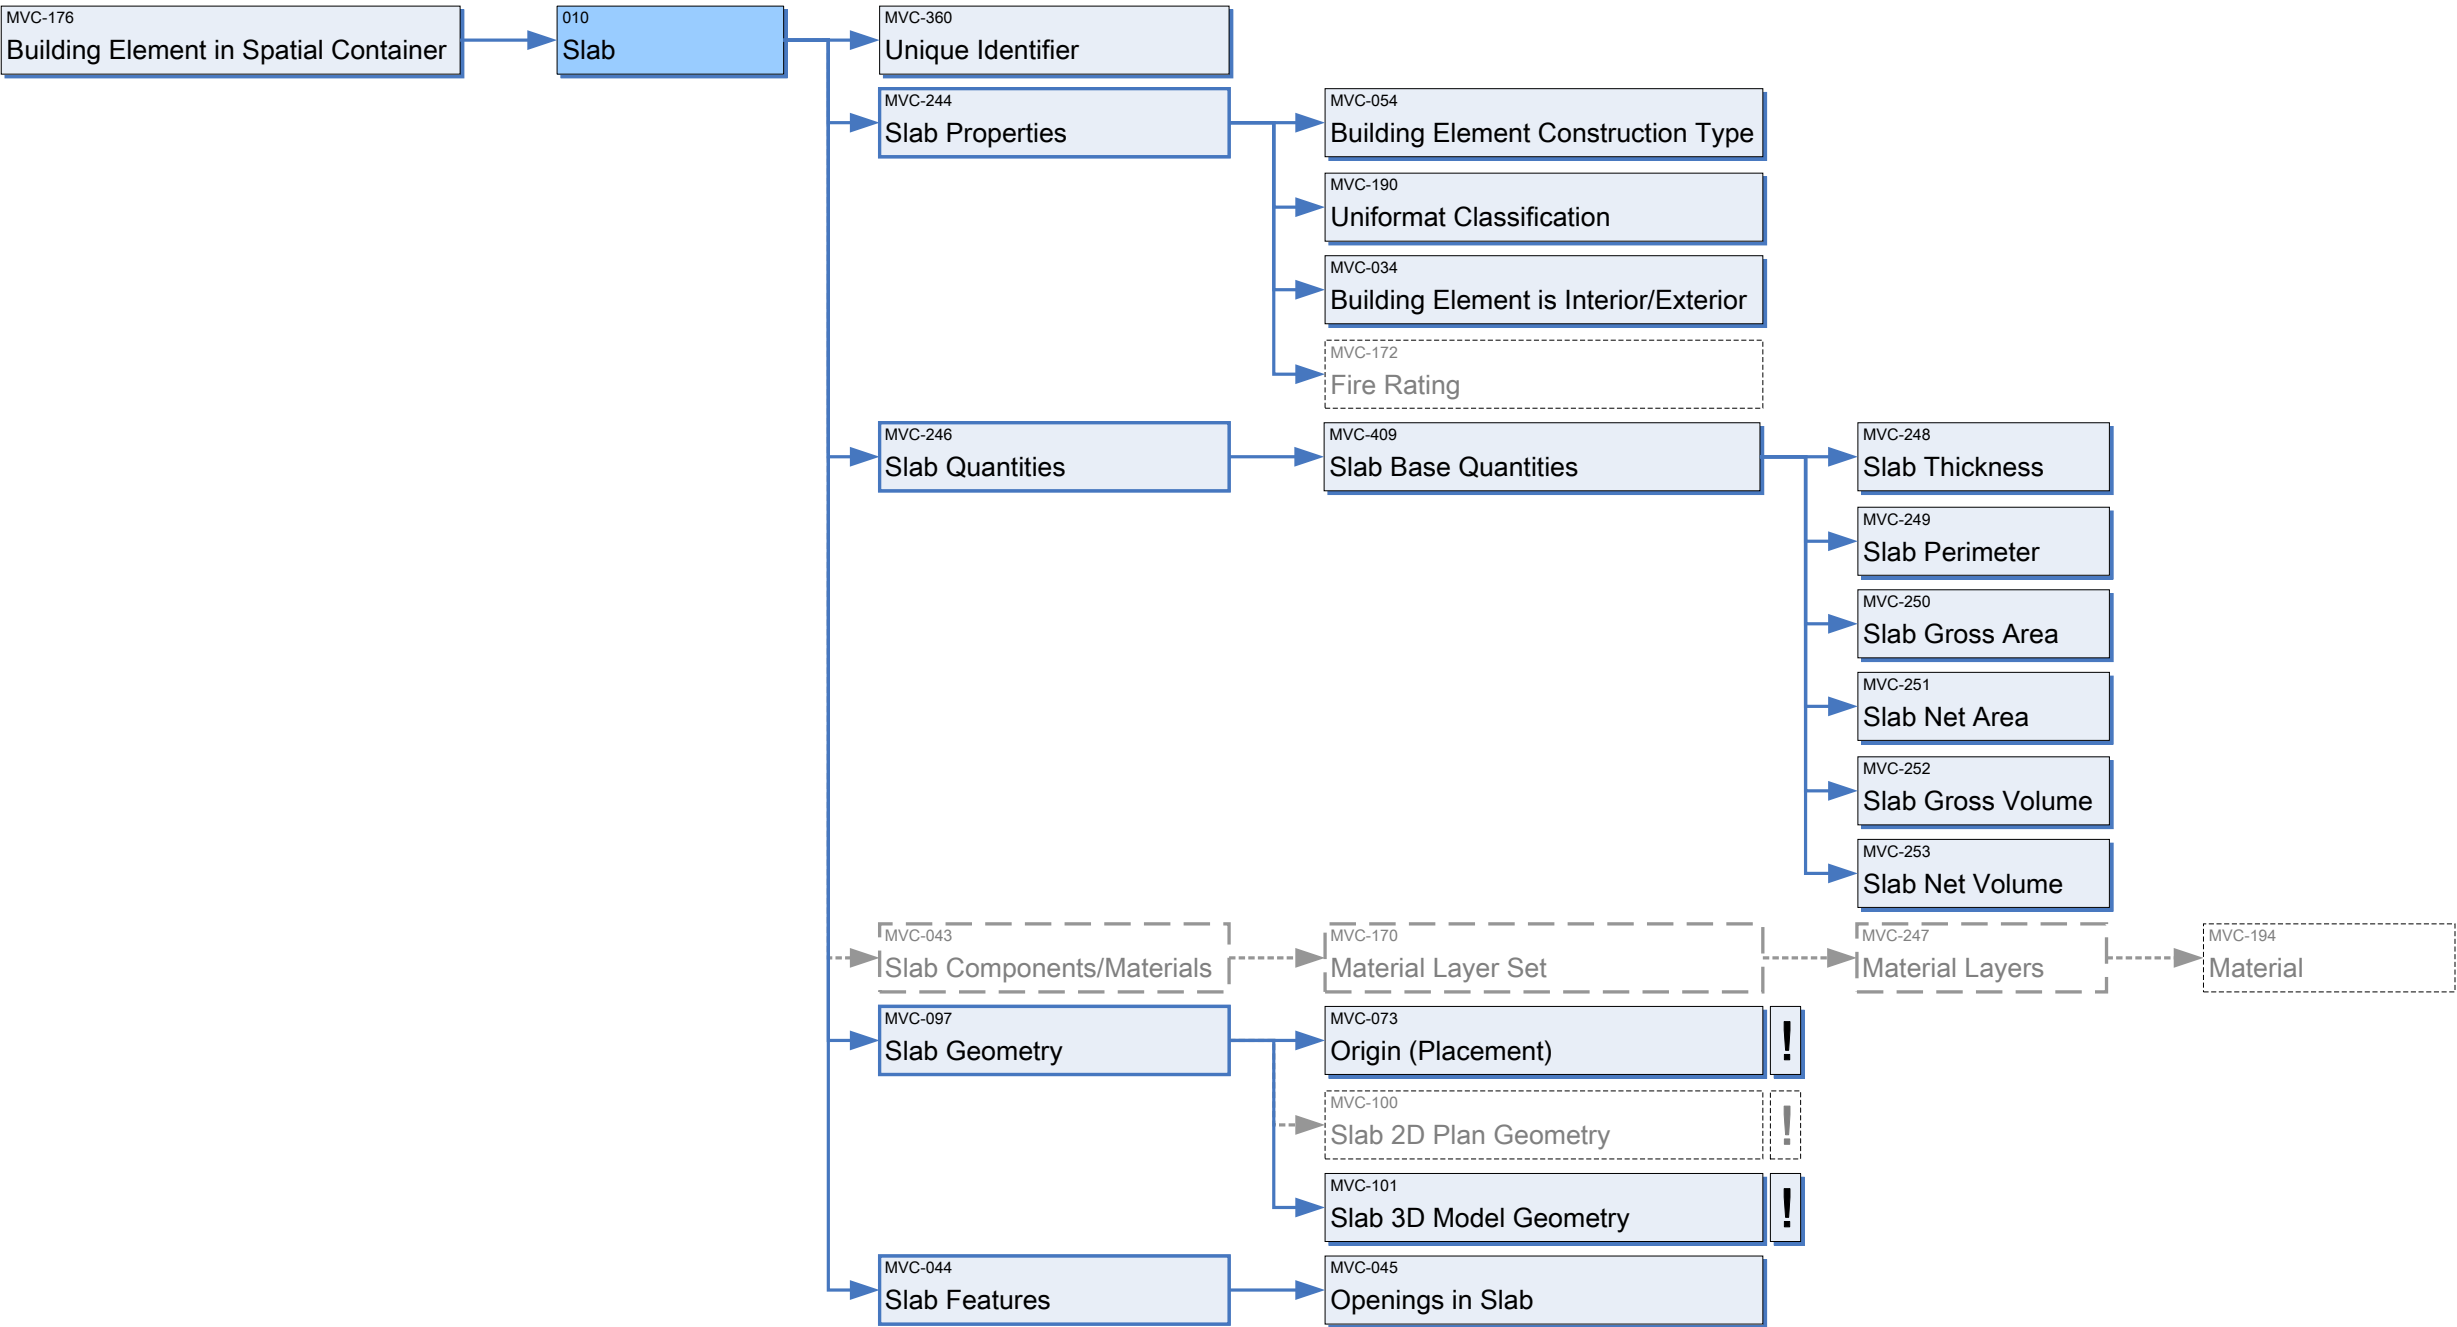 MVC-176
Building Element in Spatial Container
010
Slab
MVC-360
Unique Identifier
MVC-244
Slab Properties
MVC-054
Building Element Construction Type
MVC-190
Uniformat Classification
MVC-034
Building Element is Interior/Exterior
MVC-172
Fire Rating
MVC-246
Slab Quantities
MVC-409
Slab Base Quantities
MVC-248
Slab Thickness
MVC-249
Slab Perimeter
MVC-250
Slab Gross Area
MVC-251
Slab Net Area
MVC-252
Slab Gross Volume
MVC-253
Slab Net Volume
MVC-043
Slab Components/Materials
MVC-170
Material Layer Set
MVC-247
Material Layers
MVC-194
Material
MVC-097
Slab Geometry
MVC-073
Origin (Placement)
!
MVC-100
Slab 2D Plan Geometry
!
MVC-101
Slab 3D Model Geometry
!
MVC-044
Slab Features
MVC-045
Openings in Slab